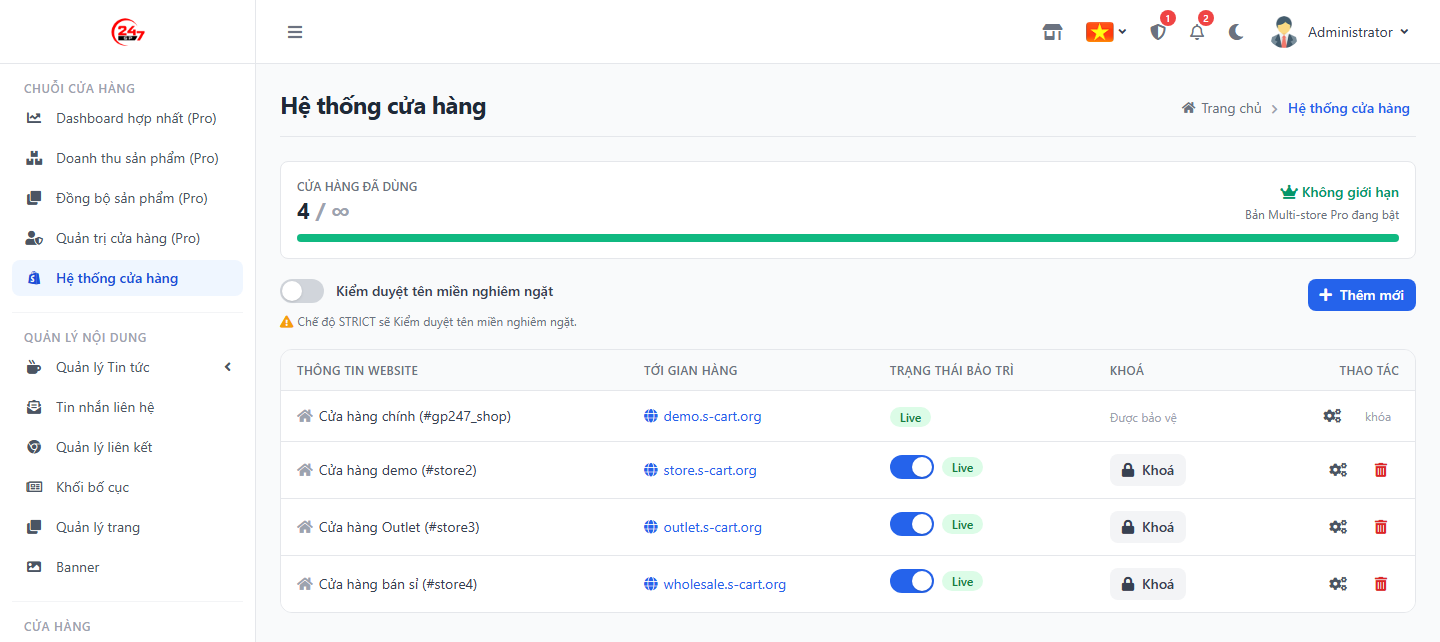 247
GP
1
2
Administrator
CHUỖI CỬA HÀNG
Dashboard hợp nhất (Pro)
Doanh thu sản phẩm (Pro)
Đồng bộ sản phẩm (Pro)
Quản trị cửa hàng (Pro)
Hệ thống cửa hàng
QUẢN LÝ NỘI DUNG
Quản lý Tin tức
Tin nhắn liên hệ
Quản lý liên kết
Khối bố cục
Quản lý trang
Banner
CỬA HÀNG
Hệ thống cửa hàng
Trang chủ > Hệ thống cửa hàng
CỬA HÀNG ĐÃ DÙNG
4 / ∞
Không giới hạn
Bản Multi-store Pro đang bật
Kiểm duyệt tên miền nghiêm ngặt
Chế độ STRICT sẽ Kiểm duyệt tên miền nghiêm ngặt.
+ Thêm mới
THÔNG TIN WEBSITE TỚI GIAN HÀNG TRẠNG THÁI BẢO TRÌ KHOÁ THAO TÁC
Cửa hàng chính (#gp247_shop) demo.s-cart.org Live Được bảo vệ khóa
Cửa hàng demo (#store2) store.s-cart.org Live Khoá
Cửa hàng Outlet (#store3) outlet.s-cart.org Live Khoá
Cửa hàng bán sỉ (#store4) wholesale.s-cart.org Live Khoá